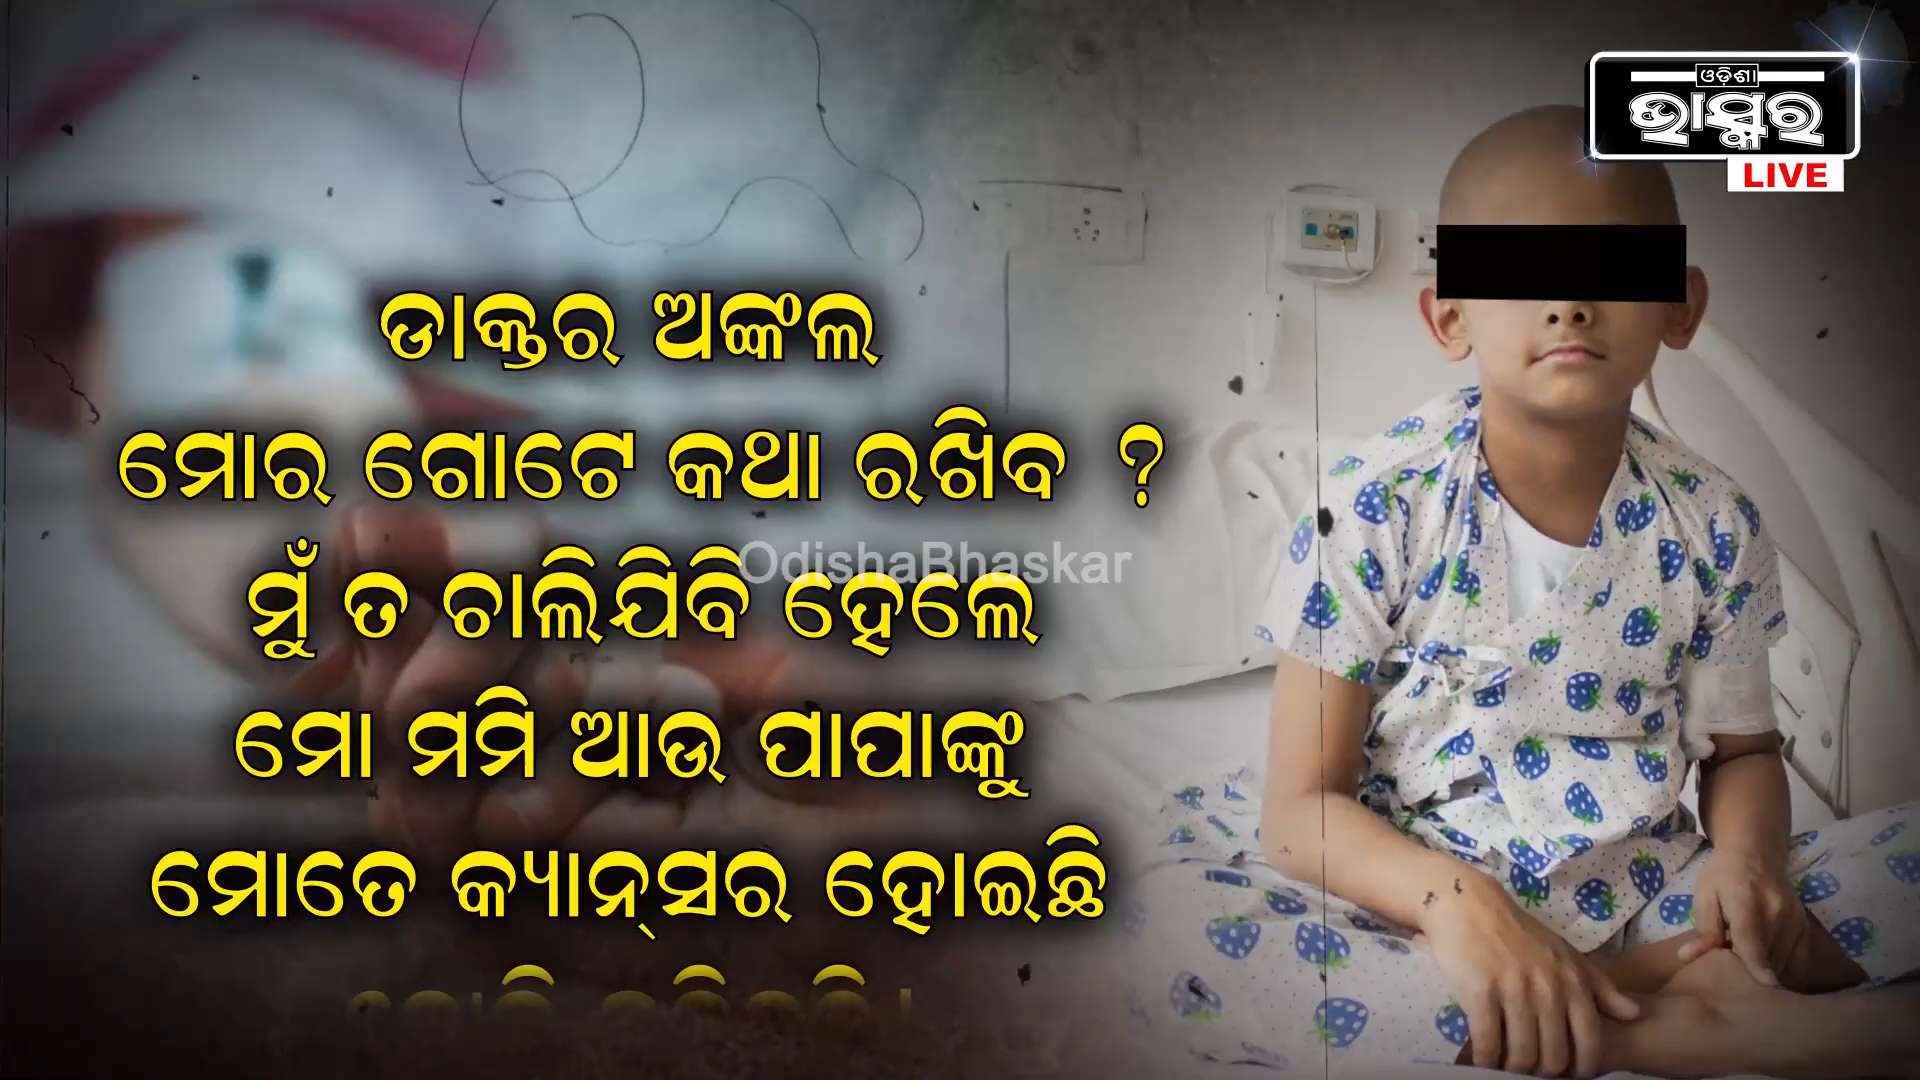 ଓଡ଼ିଶା
ଭାସ୍କର
LIVE
ଡାକ୍ତର ଅଙ୍କଲ
ମୋର ଗୋଟେ କଥା ରଖିବ ?
ମୁଁ ତ ଚାଲିଯିବି ହେଲେ
OdishaBhaskar
ମୋ ମମି ଆଉ ପାପାଙ୍କୁ
ମୋତେ କ୍ୟାନ୍‌ସର ହୋଇଛି